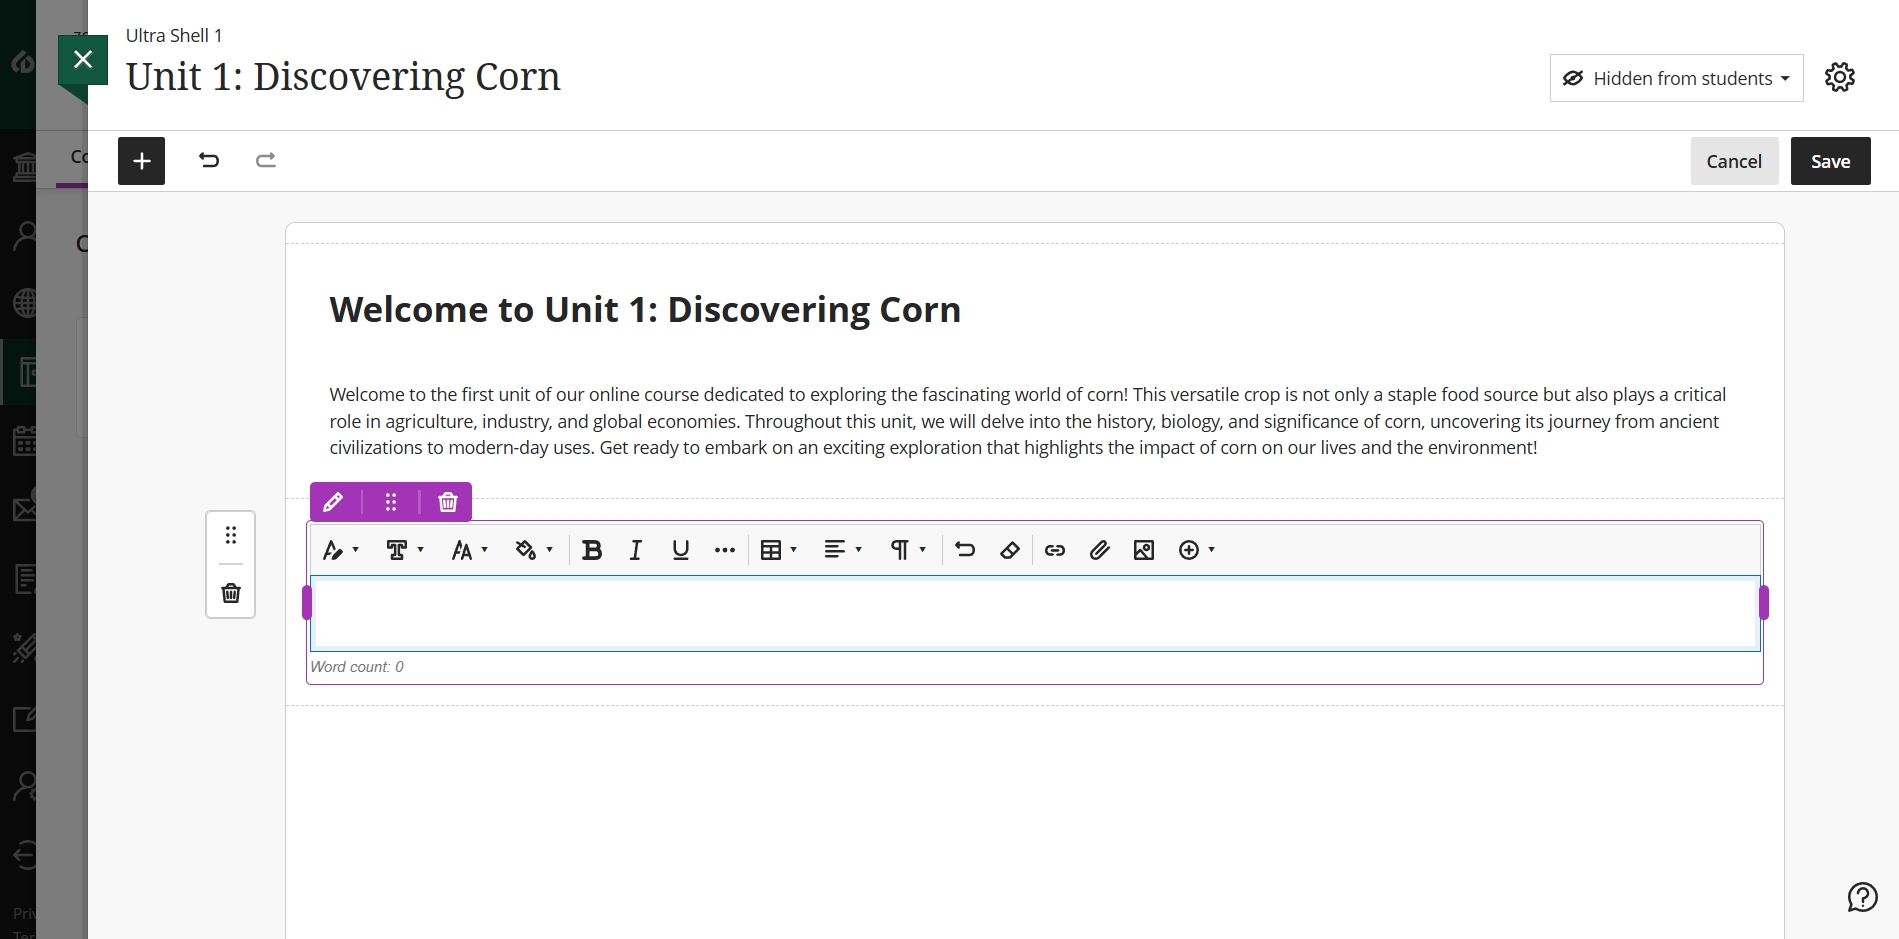 Ultra Shell 1
Unit 1: Discovering Corn
Hidden from students
Cancel
Save
Welcome to Unit 1: Discovering Corn
Welcome to the first unit of our online course dedicated to exploring the fascinating world of corn! This versatile crop is not only a staple food source but also plays a critical
role in agriculture, industry, and global economies. Throughout this unit, we will delve into the history, biology, and significance of corn, uncovering its journey from ancient
civilizations to modern-day uses. Get ready to embark on an exciting exploration that highlights the impact of corn on our lives and the environment!
Word count: 0